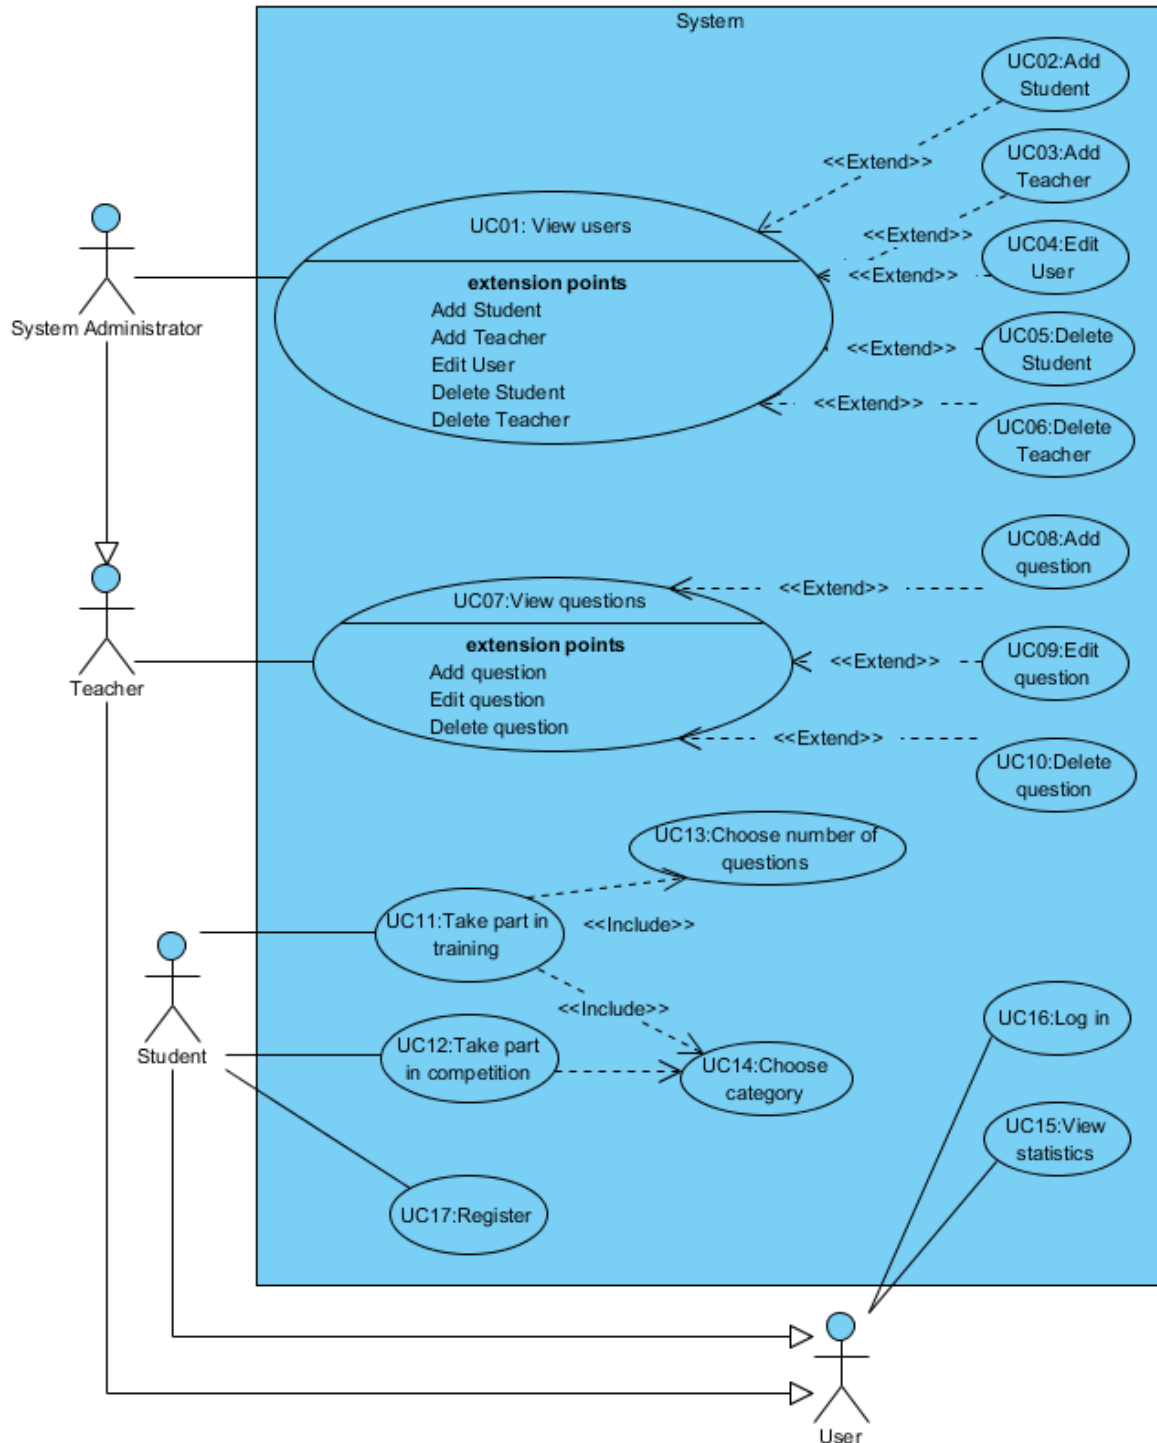 System
UC02:Add
Student
<<Extend>>
UC03:Add
Teacher
UC01: View users
<<Extend>>
UC04:Edit
User
<<Extend>>
extension points
Add Student
Add Teacher
Edit User
Delete Student
Delete Teacher
System Administrator
UC05:Delete
Student
<<Extend>>
<<Extend>>
UC06:Delete
Teacher
UC08:Add
question
<<Extend>>
UC07:View questions
extension points
Add question
Edit question
Delete question
<<Extend>>
UC09:Edit
question
Teacher
<<Extend>>
UC10:Delete
question
UC13:Choose number of
questions
UC11:Take part in
training
<<Include>>
<<Include>>
UC16:Log in
Student
UC12:Take part
in competition
UC14:Choose
category
UC15:View
statistics
UC17:Register
User